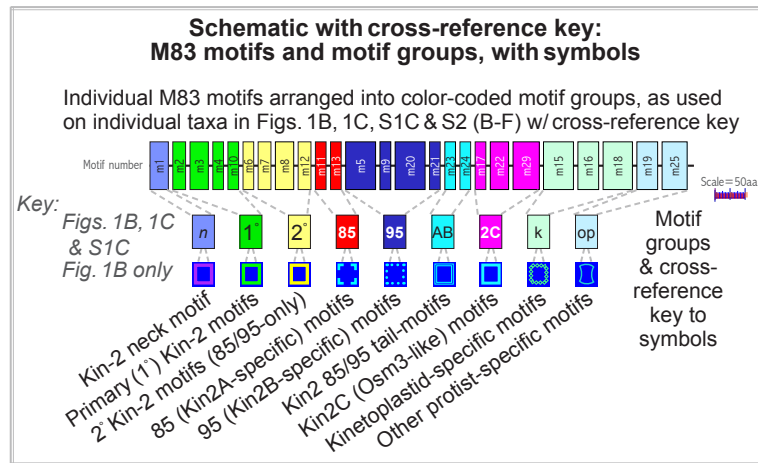 Schematic with cross-reference key:
M83 motifs and motif groups, with symbols
Individual M83 motifs arranged into color-coded motif groups, as used
on individual taxa in Figs. 1B, 1C, S1C & S2 (B-F) w/ cross-reference key
Motif number m1 m2 m3 m4 m10 m6 m7 m8 m12 m11 m13 m5 m9 m20 m21 m23 m24 m17 m22 m29 m15 m16 m18 m19 m25
Scale=50aa
Key:
Figs. 1B, 1C
& S1C
n 1° 2° 85 95 AB 2C k op
Fig. 1B only
Motif
groups
& cross-
reference
key to
symbols
Kin-2 neck motif
Primary (1°) Kin-2 motifs
2° Kin-2 motifs (85/95-only)
85 (Kin2A-specific) motifs
95 (Kin2B-specific) motifs
Kin2 85/95 tail-motifs
Kin2C (Osm3-like) motifs
Kinetoplastid-specific motifs
Other protist-specific motifs